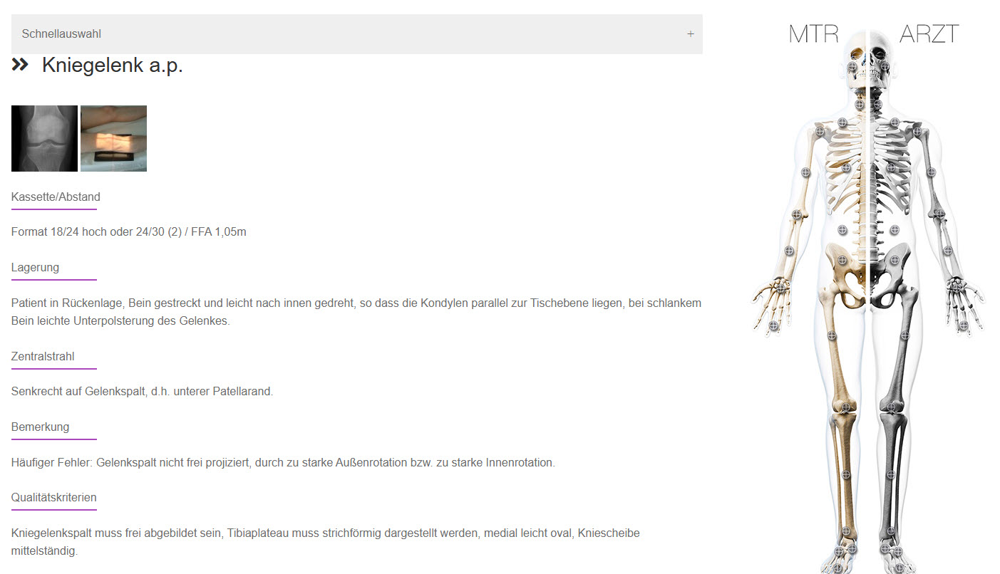 Schnellauswahl +
Kniegelenk a.p.
MTR ARZT
Kassette/Abstand
Format 18/24 hoch oder 24/30 (2) / FFA 1,05m
Lagerung
Patient in Rückenlage, Bein gestreckt und leicht nach innen gedreht, so dass die Kondylen parallel zur Tischebene liegen, bei schlankem
Bein leichte Unterpolsterung des Gelenkes.
Zentralstrahl
Senkrecht auf Gelenkspalt, d.h. unterer Patellarand.
Bemerkung
Häufiger Fehler: Gelenkspalt nicht frei projiziert, durch zu starke Außenrotation bzw. zu starke Innenrotation.
Qualitätskriterien
Kniegelenkspalt muss frei abgebildet sein, Tibiaplateau muss strichförmig dargestellt werden, medial leicht oval, Kniescheibe
mittelständig.